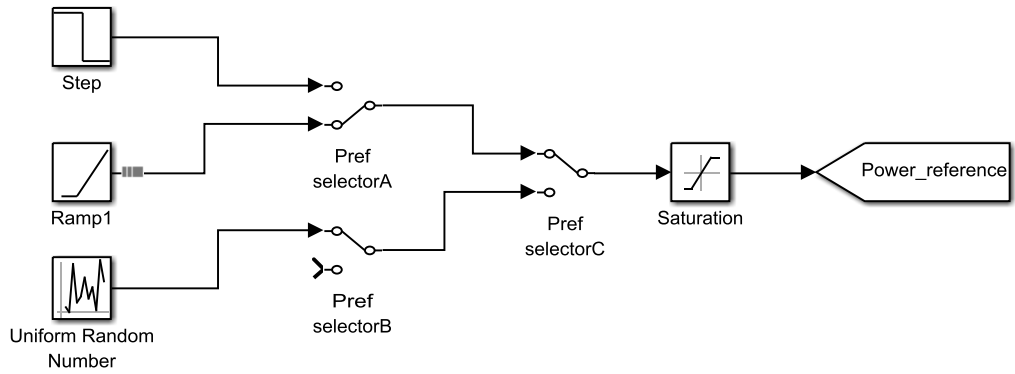 Step
Ramp1
Uniform Random
Number
Pref
selectorA
Pref
selectorB
Pref
selectorC
Saturation
Power_reference